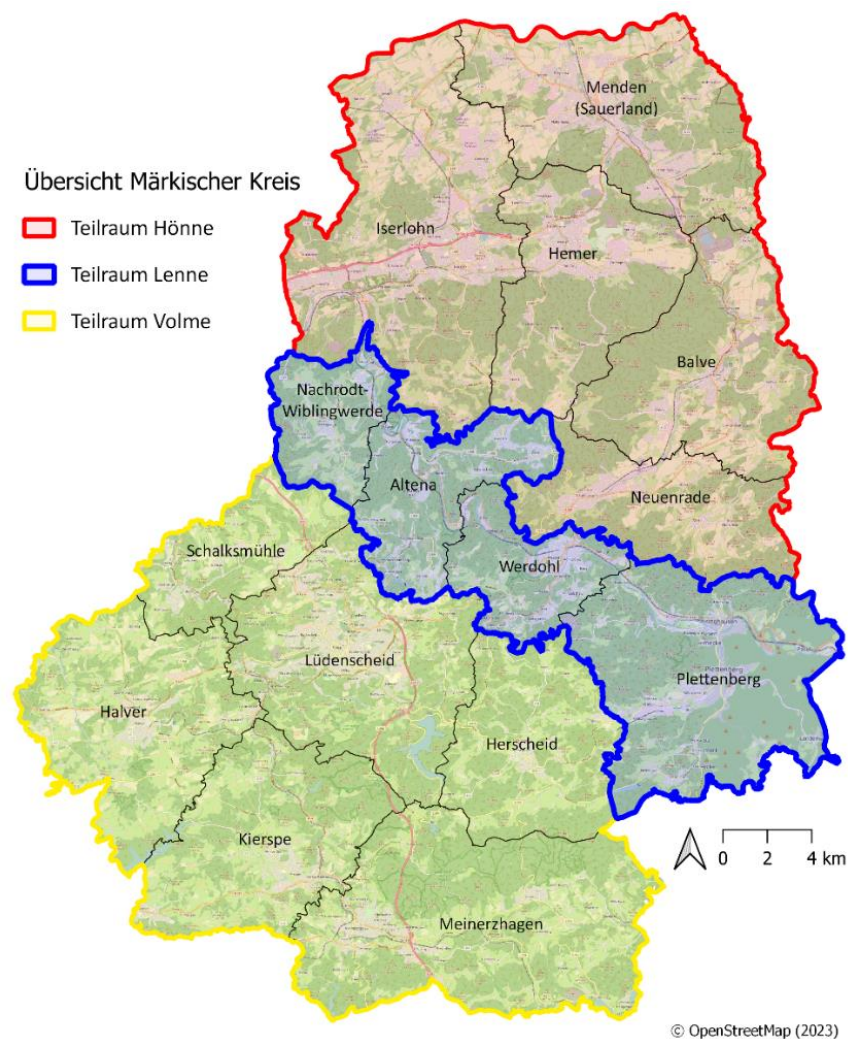 Menden
(Sauerland)
Übersicht Märkischer Kreis
Teilraum Hönne
Iserlohn
Hemer
Teilraum Lenne
Teilraum Volme
Balve
Nachrodt-
Wiblingwerde
Altena
Neuenrade
Schalksmühle
Werdohl
Lüdenscheid
Plettenberg
Halver
Herscheid
Kierspe
0 2 4 km
Meinerzhagen
© OpenStreetMap (2023)